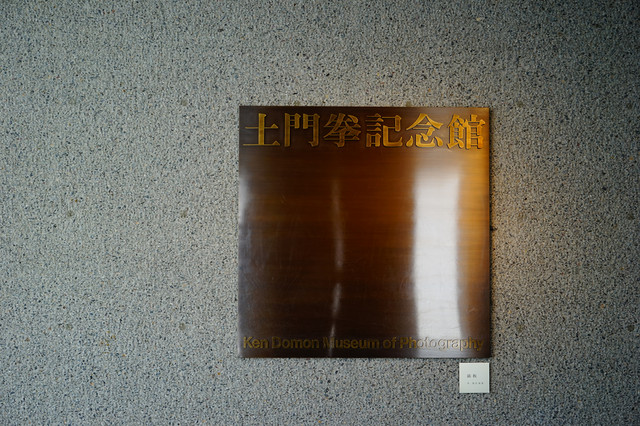 土門拳記念館
Ken Domon Museum of Photography